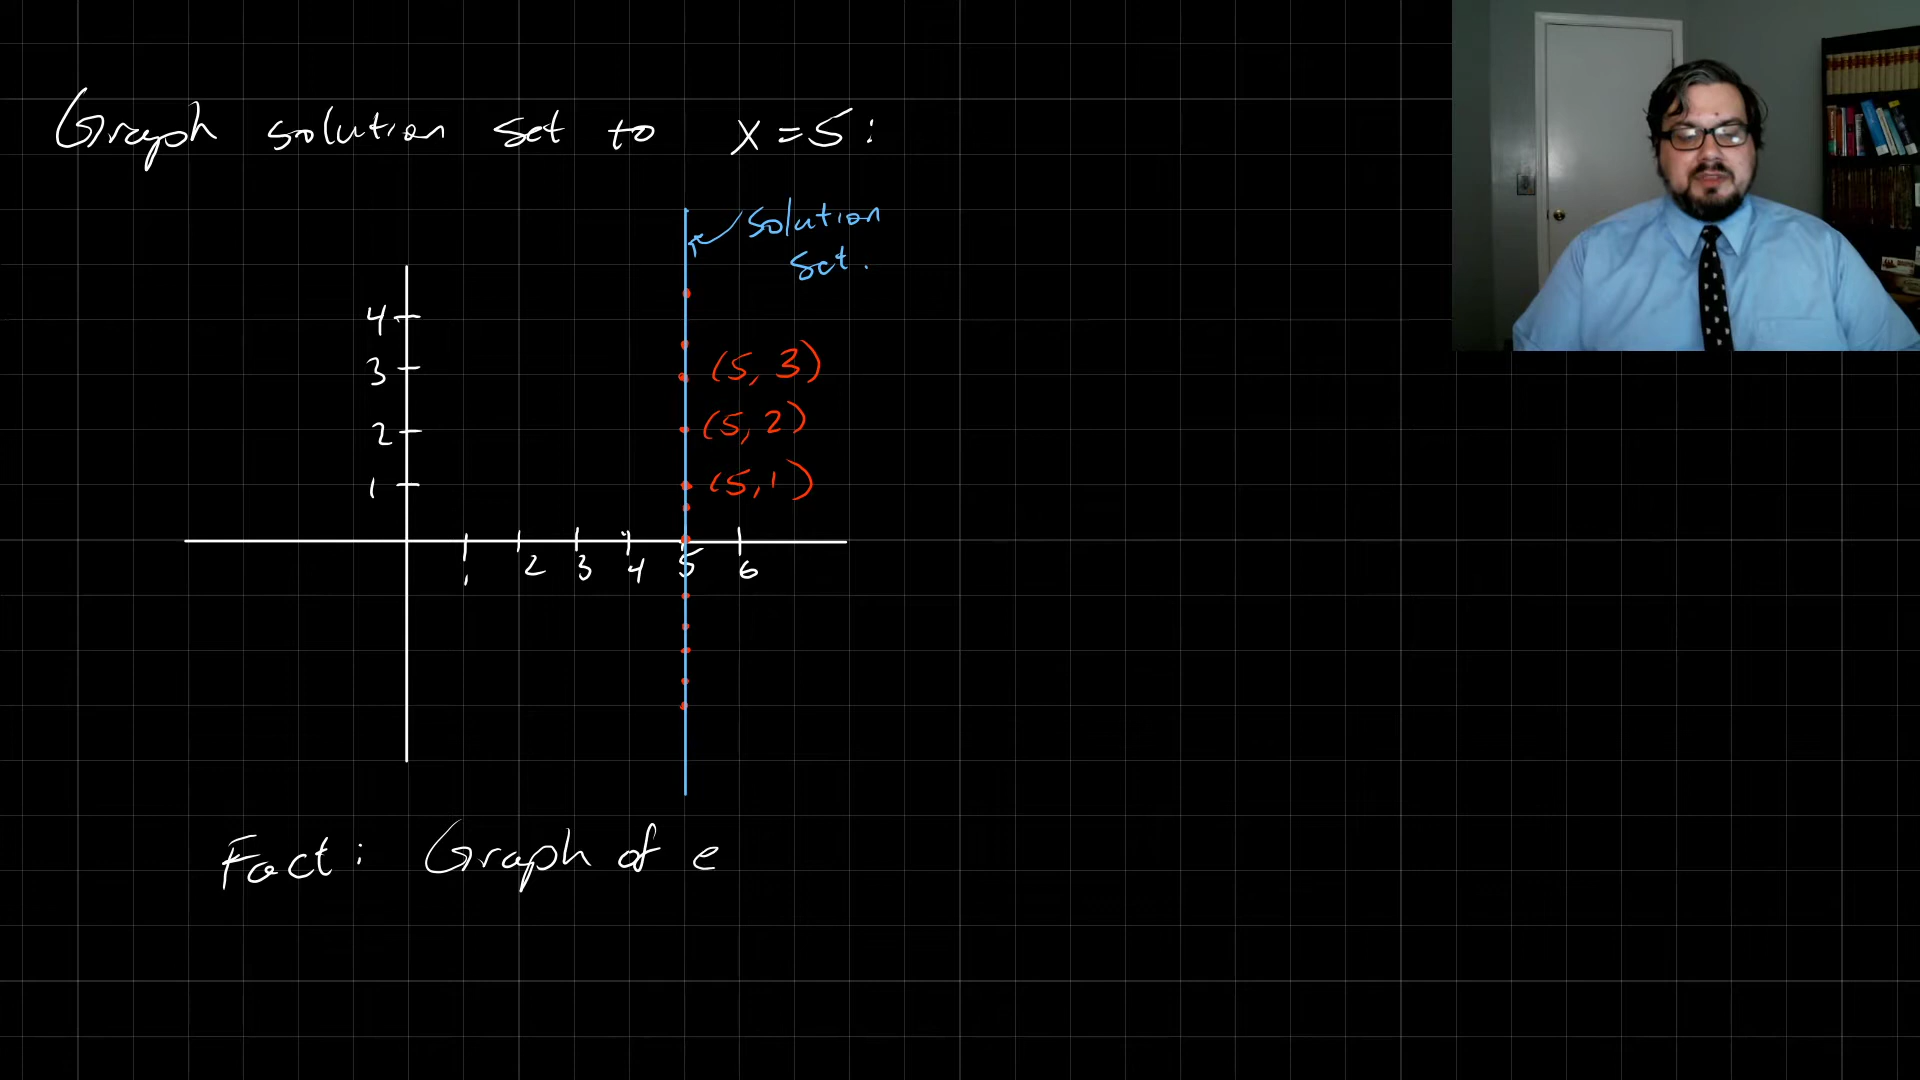 Graph solution set to x = 5:
solution
set.
4
3
2
1
(5, 3)
(5, 2)
(5, 1)
1 2 3 4 5 6
Fact: Graph of e